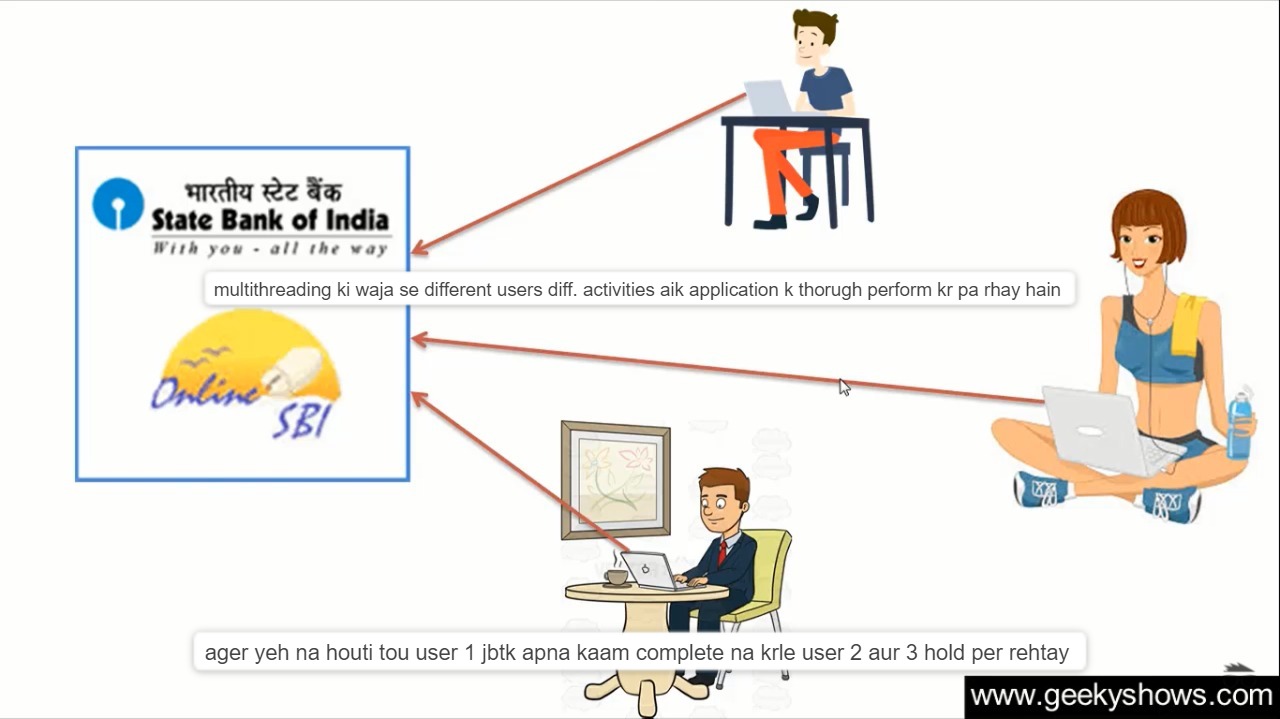 भारतीय स्टेट बैंक
State Bank of India
With you - all the way
multithreading ki waja se different users diff. activities aik application k thorugh perform kr pa rhay hain
Online
SBI
ager yeh na houti tou user 1 jbtk apna kaam complete na krle user 2 aur 3 hold per rehtay
www.geekyshows.com